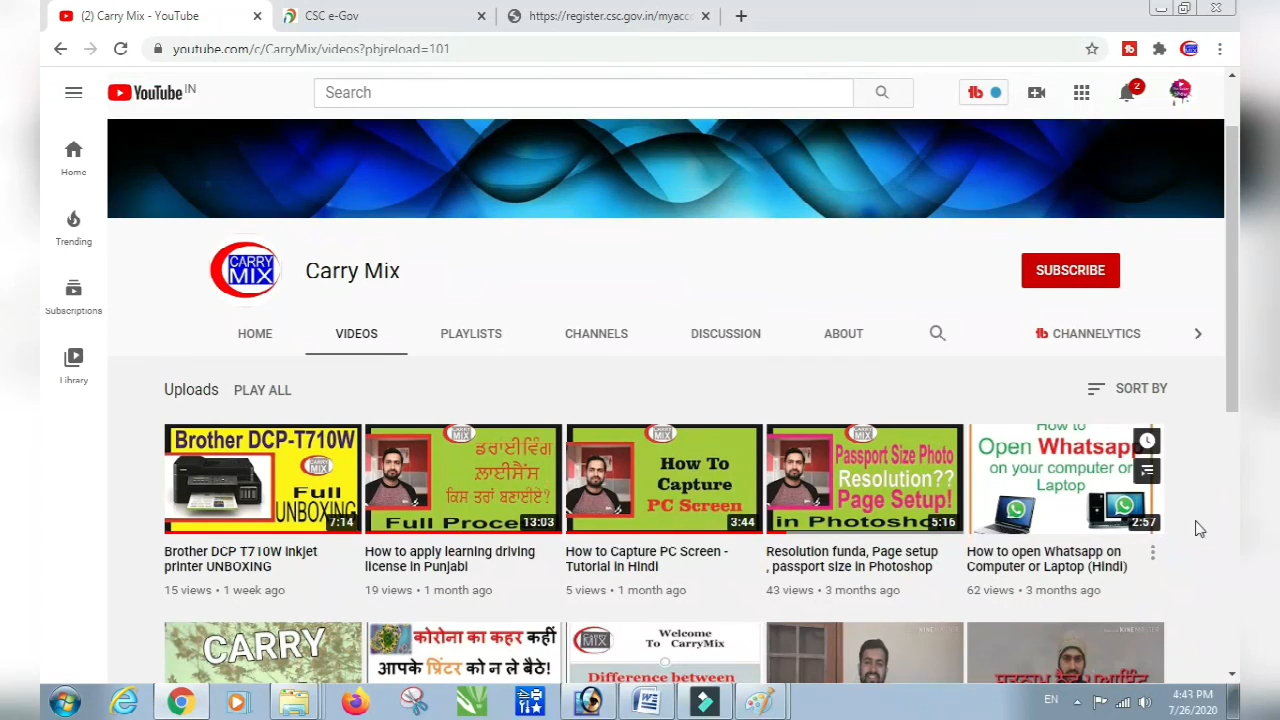 (2) Carry Mix - YouTube
CSC e-Gov
https://register.csc.gov.in/myacc
youtube.com/c/CarryMix/videos?pbjreload=101
YouTube IN
Search
2
Home
Trending
Subscriptions
Library
CARRY MIX
Carry Mix
SUBSCRIBE
HOME VIDEOS PLAYLISTS CHANNELS DISCUSSION ABOUT CHANNELYTICS
Uploads PLAY ALL SORT BY
Brother DCP-T710W
Full
UNBOXING
7:14
ਡਰਾਈਵਿੰਗ
ਲਾਈਸੈਂਸ
ਕਿਸ ਤਰਾਂ ਬਣਾਈਏ?
Full Proce
13:03
How To
Capture
PC Screen
3:44
Passport Size Photo
Resolution??
Page Setup!
in Photosho
5:16
How to
Open Whatsapp
on your computer or
Laptop
2:57
Brother DCP T710W Inkjet
printer UNBOXING
15 views • 1 week ago
How to apply learning driving
license in Punjabi
19 views • 1 month ago
How to Capture PC Screen -
Tutorial in Hindi
5 views • 1 month ago
Resolution funda, Page setup
, passport size in Photoshop
43 views • 3 months ago
How to open Whatsapp on
Computer or Laptop (Hindi)
62 views • 3 months ago
CARRY
कोरोना का कहर कहीं
आपके प्रिंटर को न ले बैठे!
Welcome
To CarryMix
Difference between
KINEMASTER
KINEMASTER
EN
4:43 PM
7/26/2020